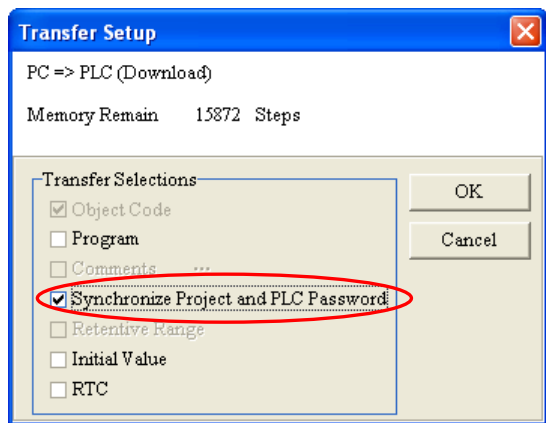 Transfer Setup
PC => PLC (Download)
Memory Remain 15872 Steps
Transfer Selections
Object Code
OK
Program
Cancel
Comments ...
Synchronize Project and PLC Password
Retentive Range
Initial Value
RTC